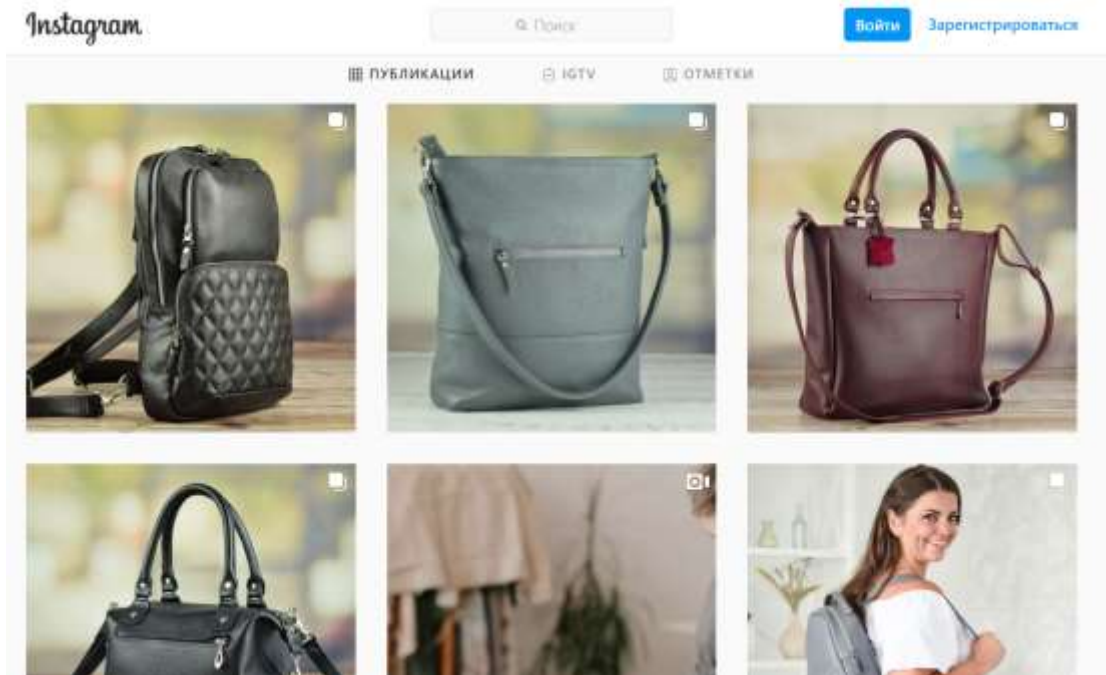 Instagram
Поиск
Войти
Зарегистрироваться
ПУБЛИКАЦИИ
IGTV
ОТМЕТКИ